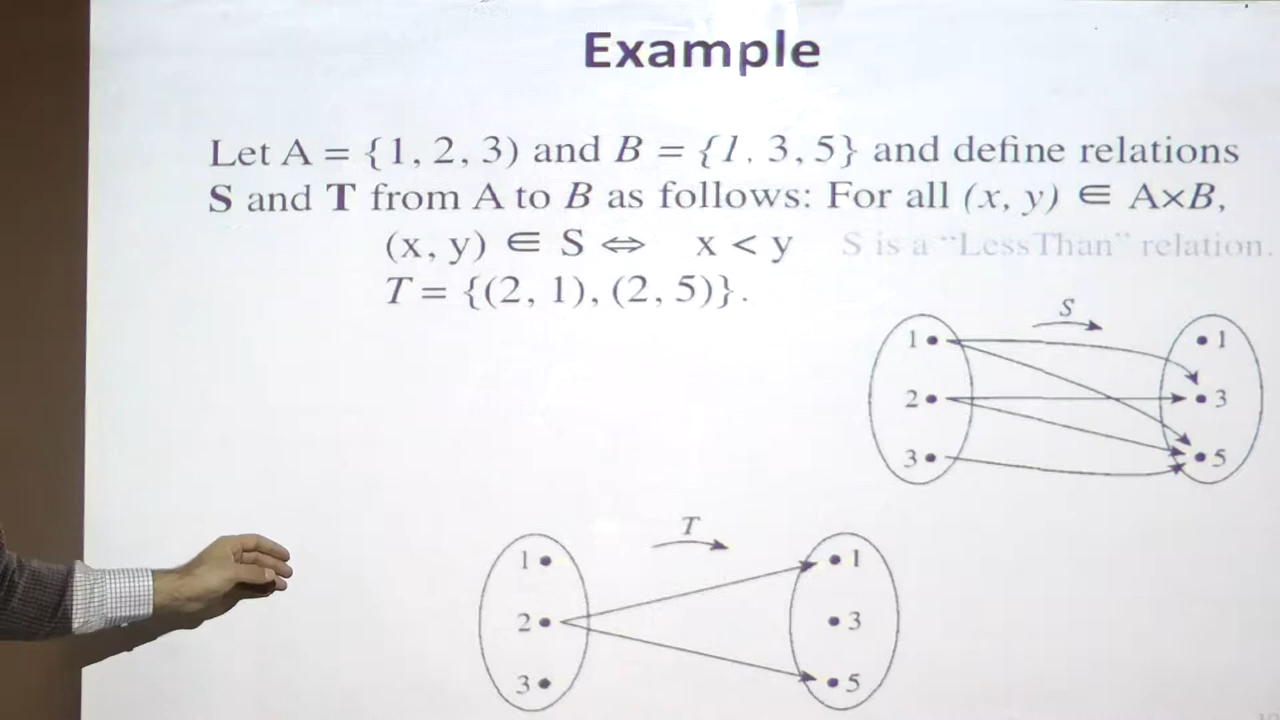 Example
Let A = {1, 2, 3) and B = {1, 3, 5} and define relations
S and T from A to B as follows: For all (x, y) ∈ A×B,
(x, y) ∈ S ⇔ x < y S is a “LessThan” relation.
T = {(2, 1), (2, 5)}.
S
1 1
2 3
3 5
T
1 1
2 3
3 5